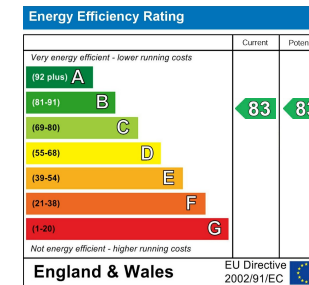 Energy Efficiency Rating
Current Poten
Very energy efficient - lower running costs
(92 plus) A
(81-91) B
83 83
(69-80) C
(55-68) D
(39-54) E
(21-38) F
(1-20) G
Not energy efficient - higher running costs
England & Wales
EU Directive
2002/91/EC